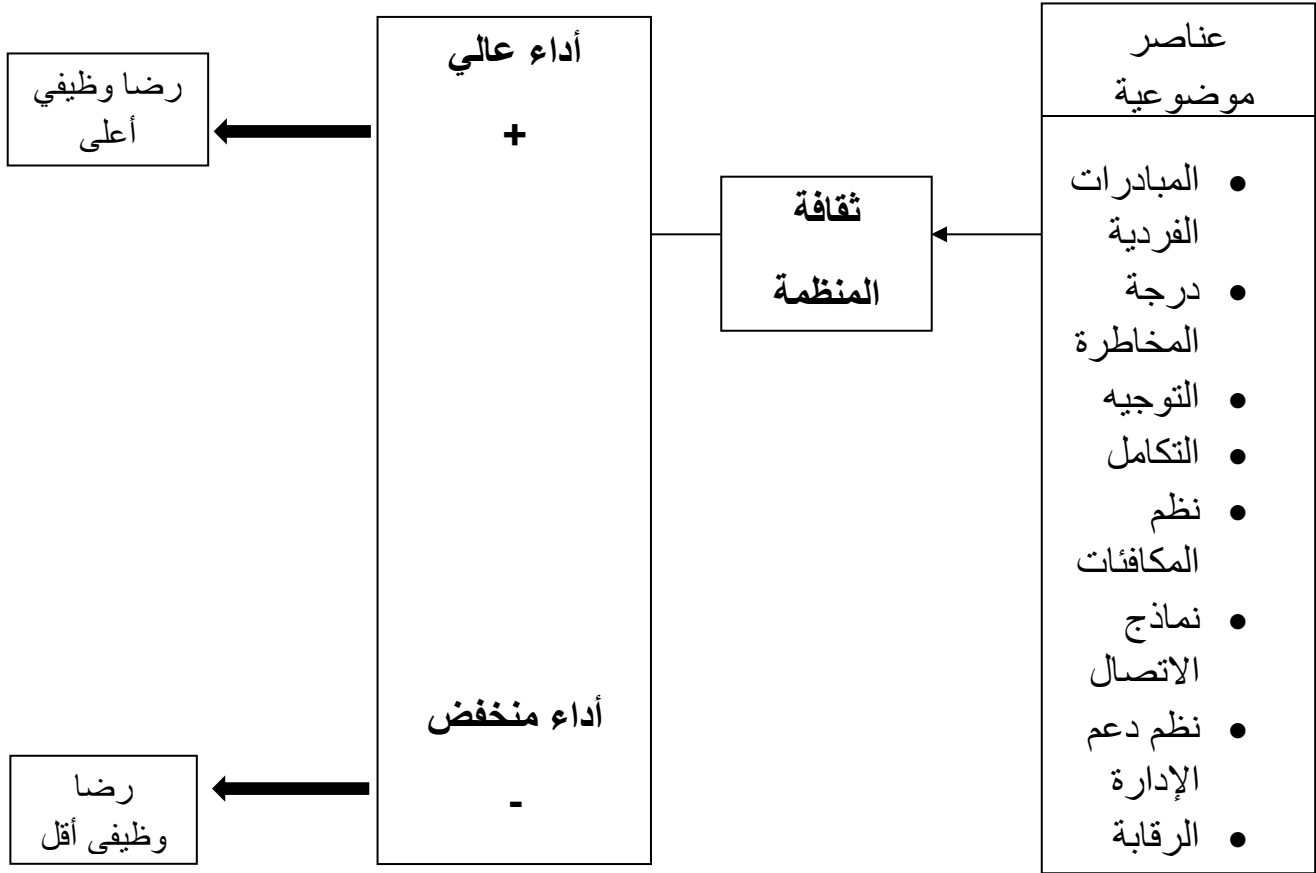 عناصر
موضوعية
المبادرات
الفردية
درجة
المخاطرة
التوجيه
التكامل
نظم
المكافئات
نماذج
الاتصال
نظم دعم
الإدارة
الرقابة
ثقافة
المنظمة
أداء عالي
+
أداء منخفض
-
رضا وظيفي
أعلى
رضا
وظيفى أقل